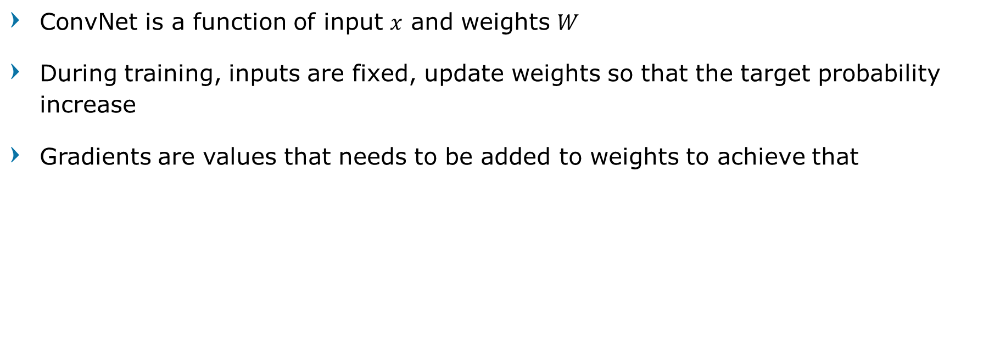 ConvNet is a function of input x and weights W
During training, inputs are fixed, update weights so that the target probability
increase
Gradients are values that needs to be added to weights to achieve that